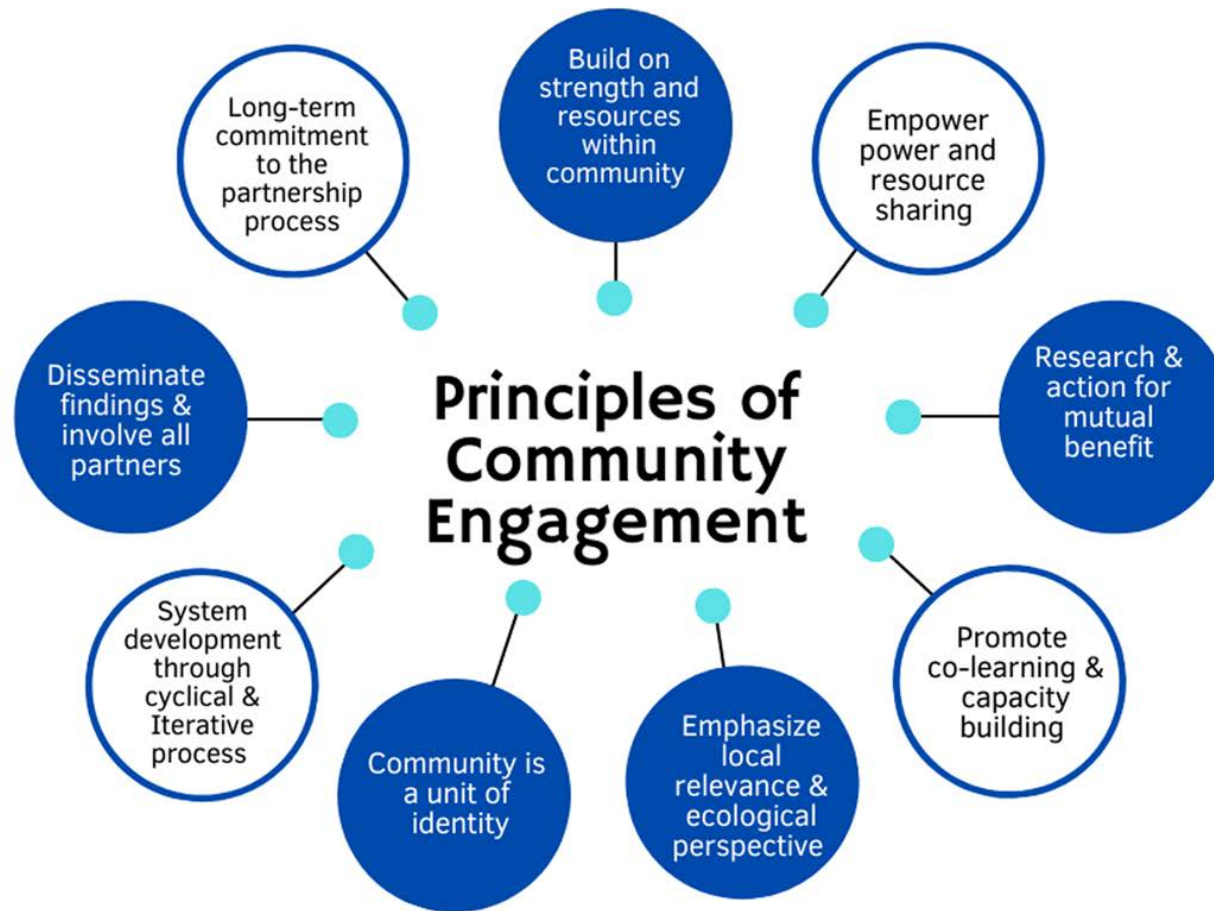 Build on
strength and
resources
within
community
Empower
power and
resource
sharing
Research &
action for
mutual
benefit
Promote
co-learning &
capacity
building
Emphasize
local
relevance &
ecological
perspective
Community is
a unit of
identity
System
development
through
cyclical &
Iterative
process
Disseminate
findings &
involve all
partners
Long-term
commitment
to the
partnership
process
Principles of
Community
Engagement